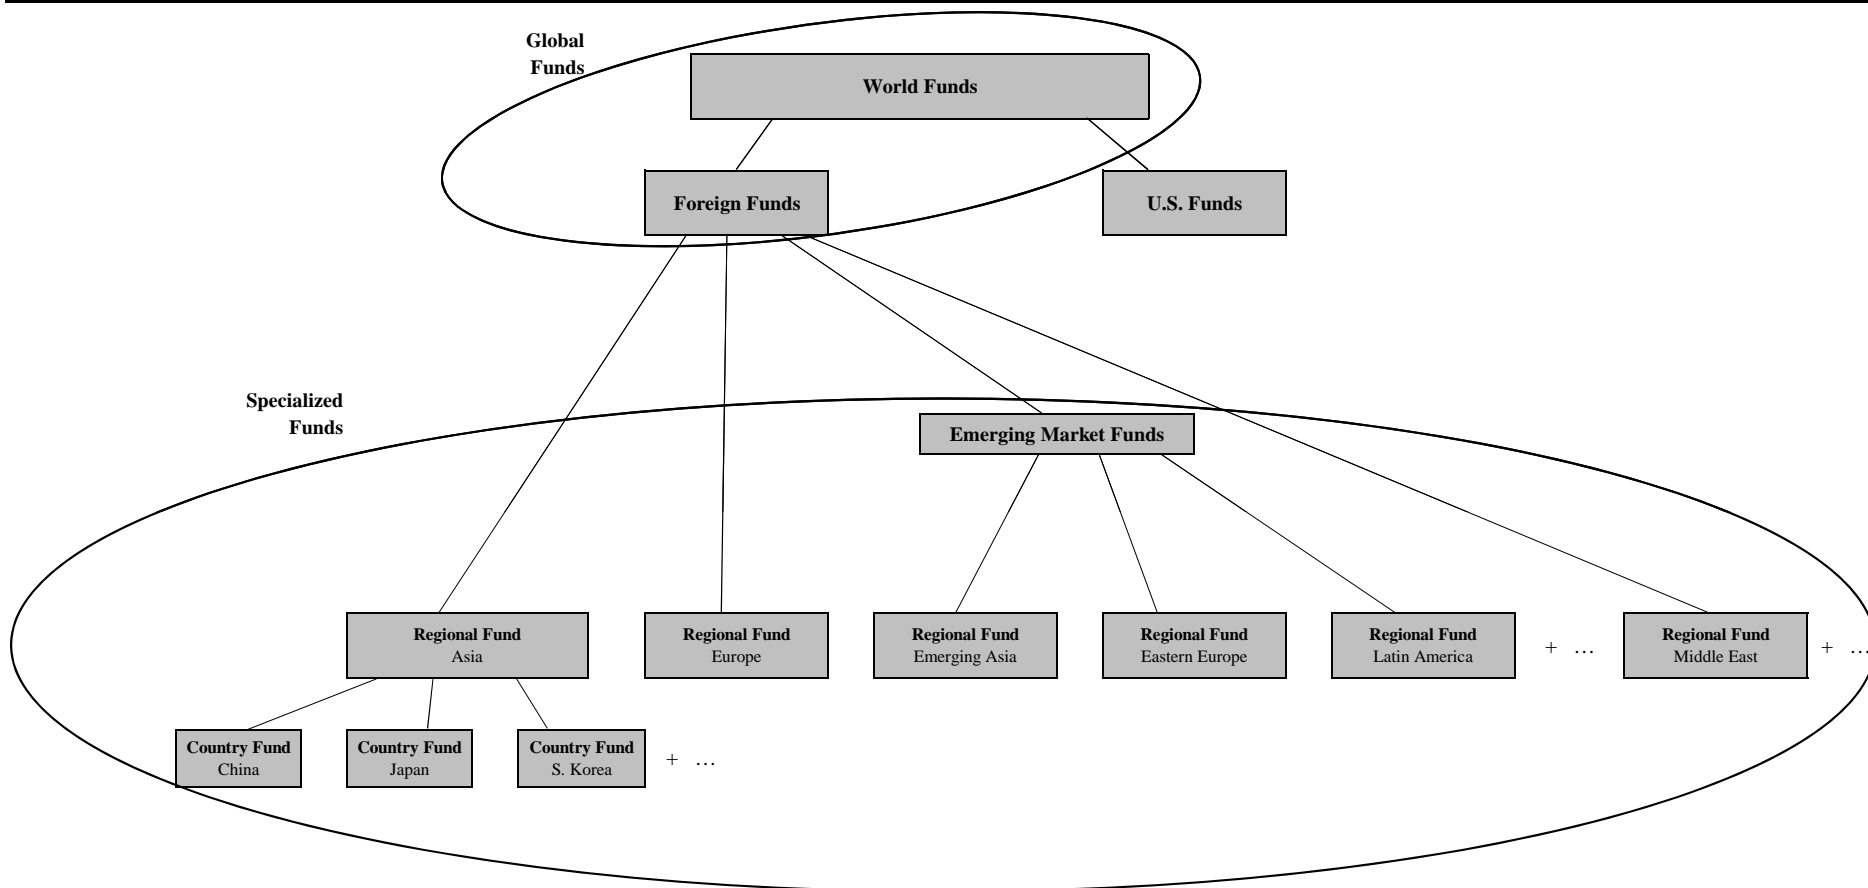 Global
Funds
World Funds
Foreign Funds
U.S. Funds
Specialized
Funds
Emerging Market Funds
Regional Fund
Asia
Regional Fund
Europe
Regional Fund
Emerging Asia
Regional Fund
Eastern Europe
Regional Fund
Latin America
+ …
Regional Fund
Middle East
+ …
Country Fund
China
Country Fund
Japan
Country Fund
S. Korea
+ …